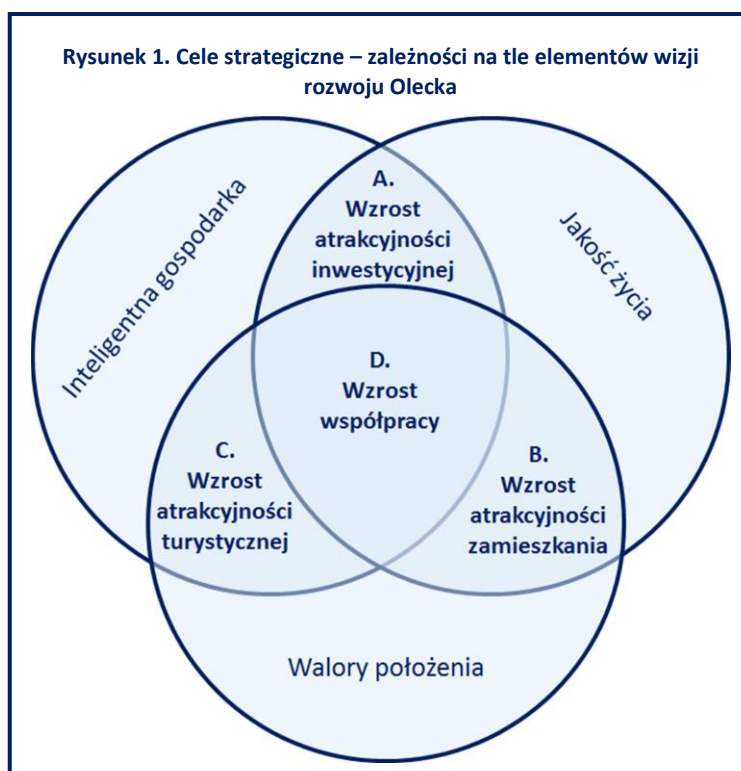 Rysunek 1. Cele strategiczne – zależności na tle elementów wizji
rozwoju Olecka
Inteligentna gospodarka
A.
Wzrost
atrakcyjności
inwestycyjnej
Jakość życia
D.
Wzrost
współpracy
C.
Wzrost
atrakcyjności
turystycznej
B.
Wzrost
atrakcyjności
zamieszkania
Walory położenia